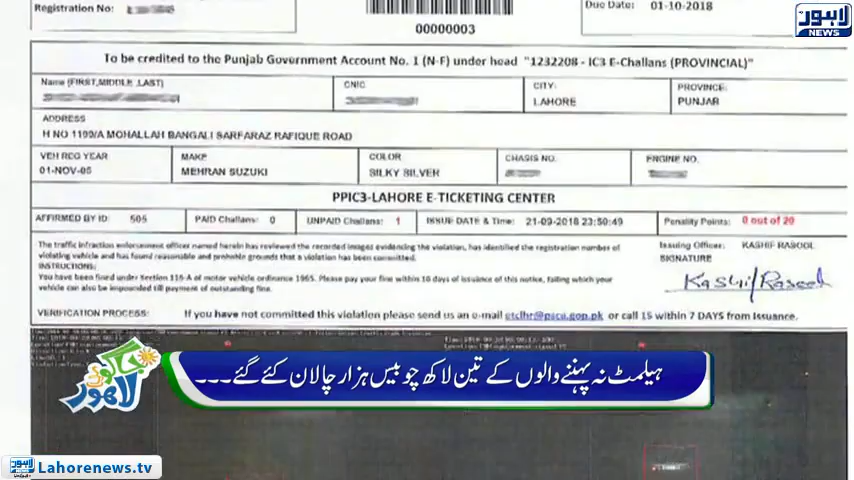 Registration No:
00000003
Due Date: 01-10-2018
لاہور
NEWS
To be credited to the Punjab Government Account No. 1 (N-F) under head "1232208 - IC3 E-Challans (PROVINCIAL)"
Name (FIRST,MIDDLE ,LAST)
CNIC
CITY:
LAHORE
PROVINCE:
PUNJAB
ADDRESS
H NO 1199/A MOHALLAH BANGALI SARFARAZ RAFIQUE ROAD
VEH REG YEAR
01-NOV-05
MAKE
MEHRAN SUZUKI
COLOR
SILKY SILVER
CHASIS NO.
ENGINE NO.
PPIC3-LAHORE E-TICKETING CENTER
AFFIRMED BY ID: 505
PAID Challans: 0
UNPAID Challans: 1
ISSUE DATE & Time: 21-09-2018 23:50:49
Penality Points: 0 out of 20
The traffic infraction enforcement officer named herein has reviewed the recorded images evidencing the violation, has identified the registration number of
violating vehicle and has found reasonable and probable grounds that a violation has been committed.
INSTRUCTIONS:
You have been fined under Section 116-A of motor vehicle ordinance 1965. Please pay your fine within 10 days of issuance of this notice, failing which your
vehicle can also be impounded till payment of outstanding fine.
Issuing Officer: KASHIF RASOOL
SIGNATURE
Kashif Rasool
VERIFICATION PROCESS: If you have not committed this violation please send us an e-mail etclhr@psca.gop.pk or call 15 within 7 DAYS from Issuance.
جاگو لاہور
ہیلمٹ نہ پہننے والوں کے تین لاکھ چوبیس ہزار چالان کئے گئے۔۔۔
لاہور
NEWS
Lahorenews.tv